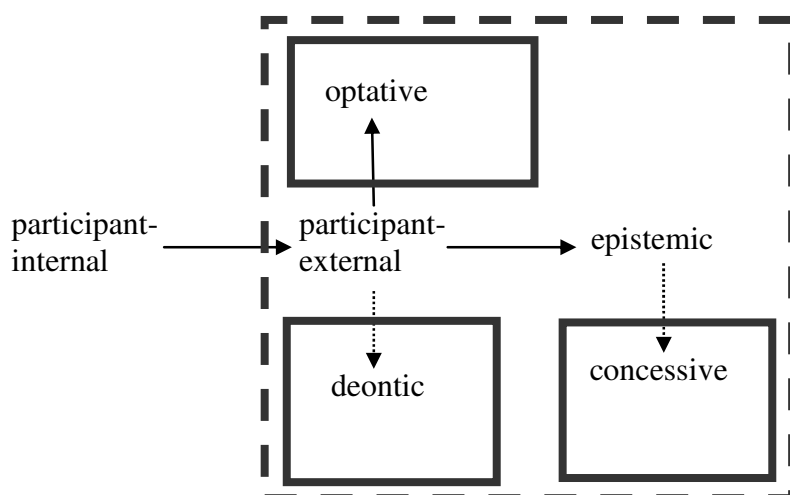 optative
participant-
internal
participant-
external
epistemic
deontic
concessive